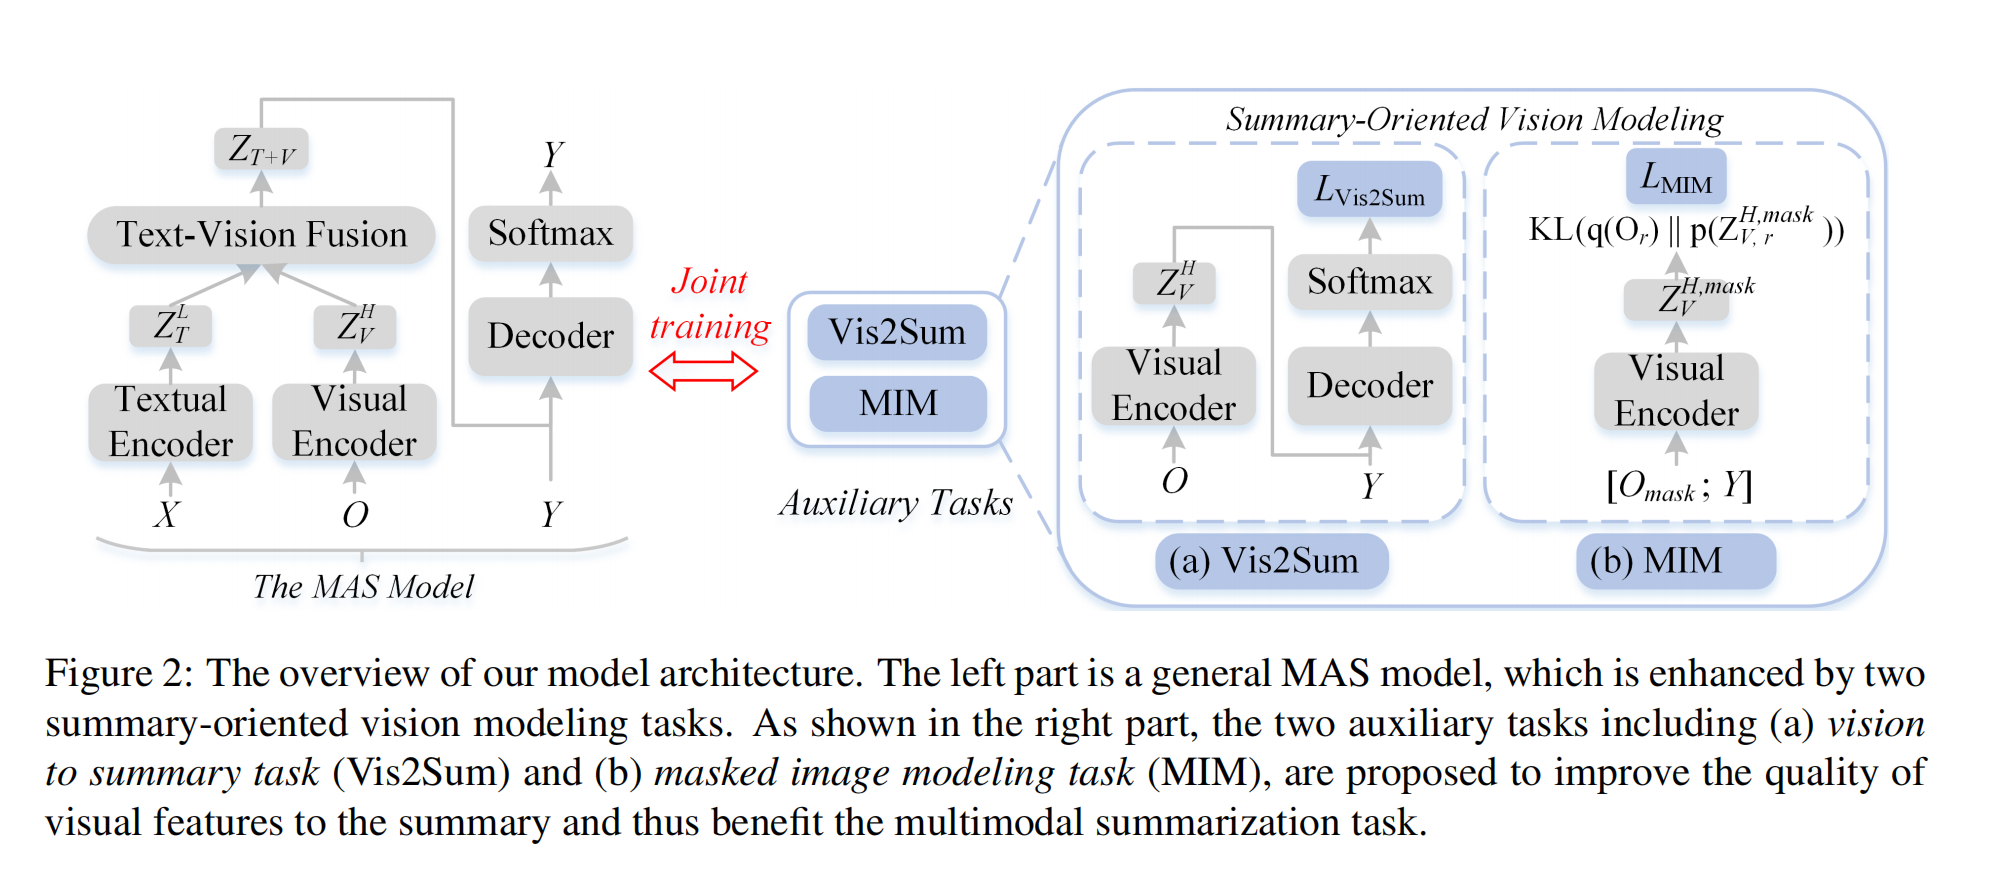 Z_{T+V}
Y
Text-Vision Fusion
Softmax
Z_T^L
Z_V^H
Decoder
Textual
Encoder
Visual
Encoder
X
O
Y
The MAS Model
Joint
training
Vis2Sum
MIM
Auxiliary Tasks
Summary-Oriented Vision Modeling
L_{Vis2Sum}
Z_V^H
Softmax
Visual
Encoder
Decoder
O
Y
(a) Vis2Sum
L_{MIM}
KL(q(O_r) || p(Z_{V, r}^{H,mask} ))
Z_V^{H,mask}
Visual
Encoder
[O_{mask} ; Y]
(b) MIM
Figure 2: The overview of our model architecture. The left part is a general MAS model, which is enhanced by two
summary-oriented vision modeling tasks. As shown in the right part, the two auxiliary tasks including (a) vision
to summary task (Vis2Sum) and (b) masked image modeling task (MIM), are proposed to improve the quality of
visual features to the summary and thus benefit the multimodal summarization task.